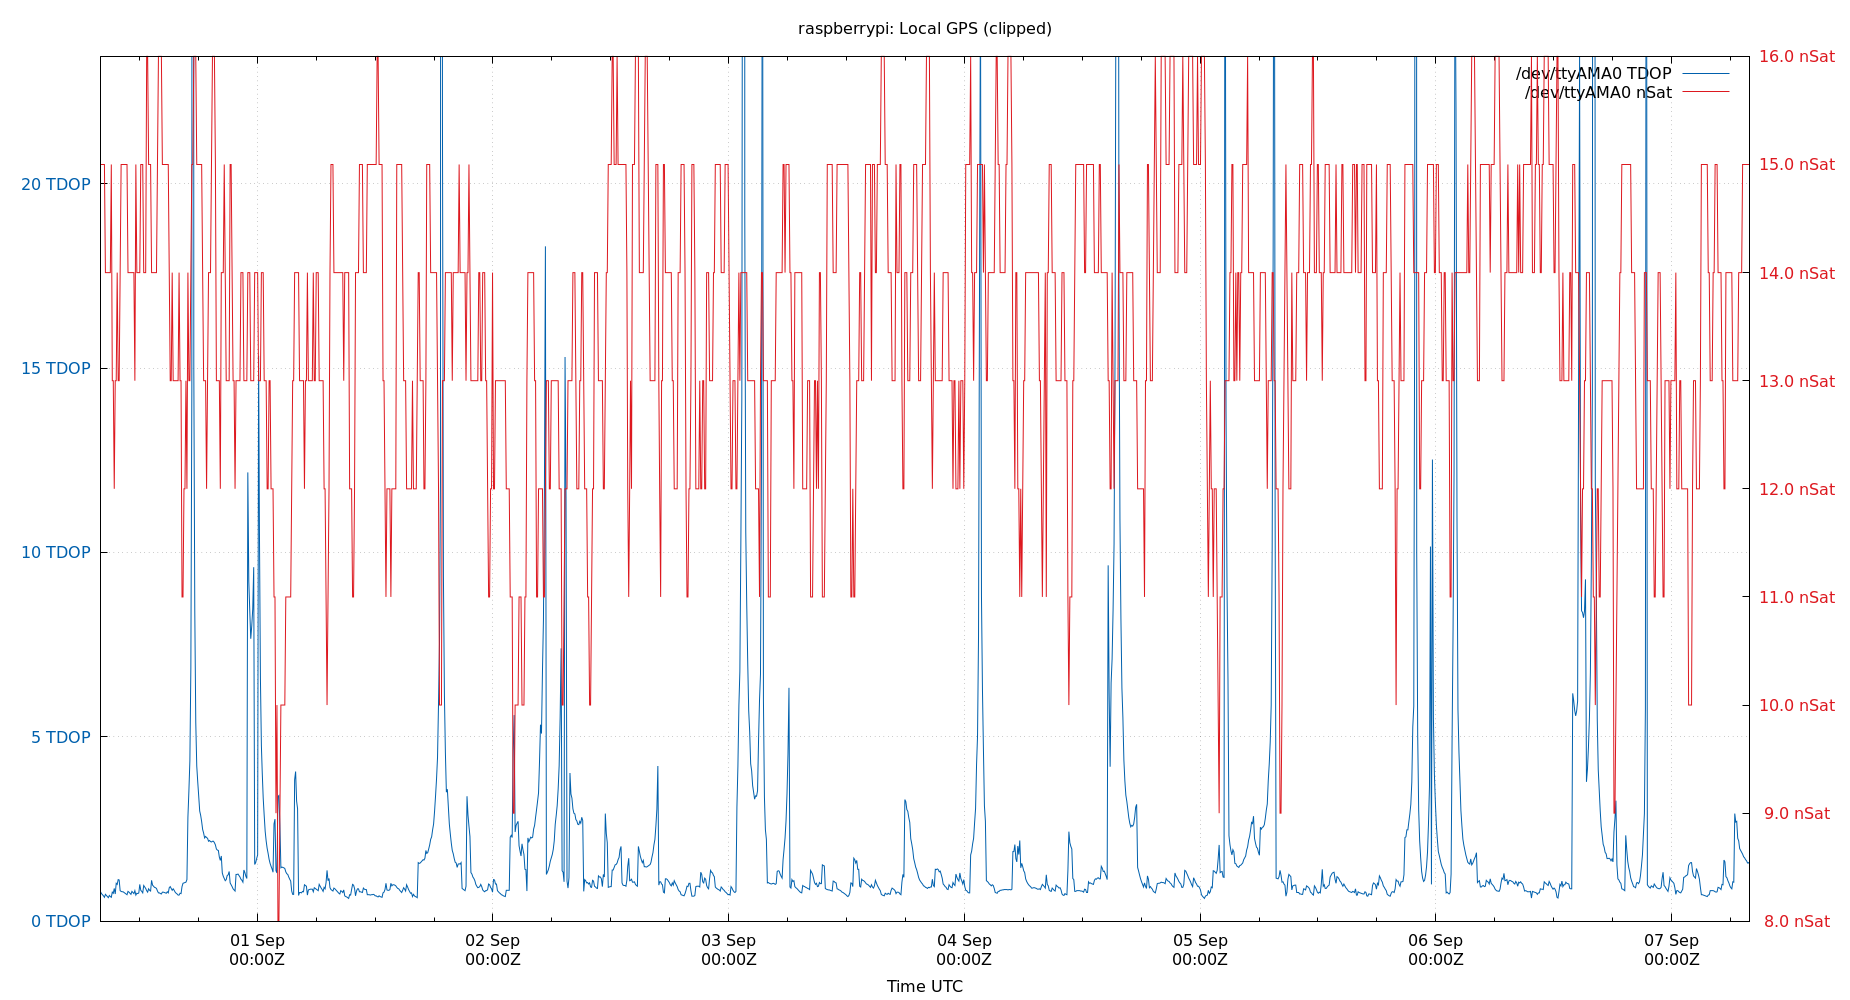 raspberrypi: Local GPS (clipped)
16.0 nSat
/dev/ttyAMA0 TDOP
/dev/ttyAMA0 nSat
15.0 nSat
20 TDOP
14.0 nSat
15 TDOP
13.0 nSat
12.0 nSat
10 TDOP
11.0 nSat
10.0 nSat
5 TDOP
9.0 nSat
0 TDOP
8.0 nSat
01 Sep
00:00Z
02 Sep
00:00Z
03 Sep
00:00Z
04 Sep
00:00Z
05 Sep
00:00Z
06 Sep
00:00Z
07 Sep
00:00Z
Time UTC